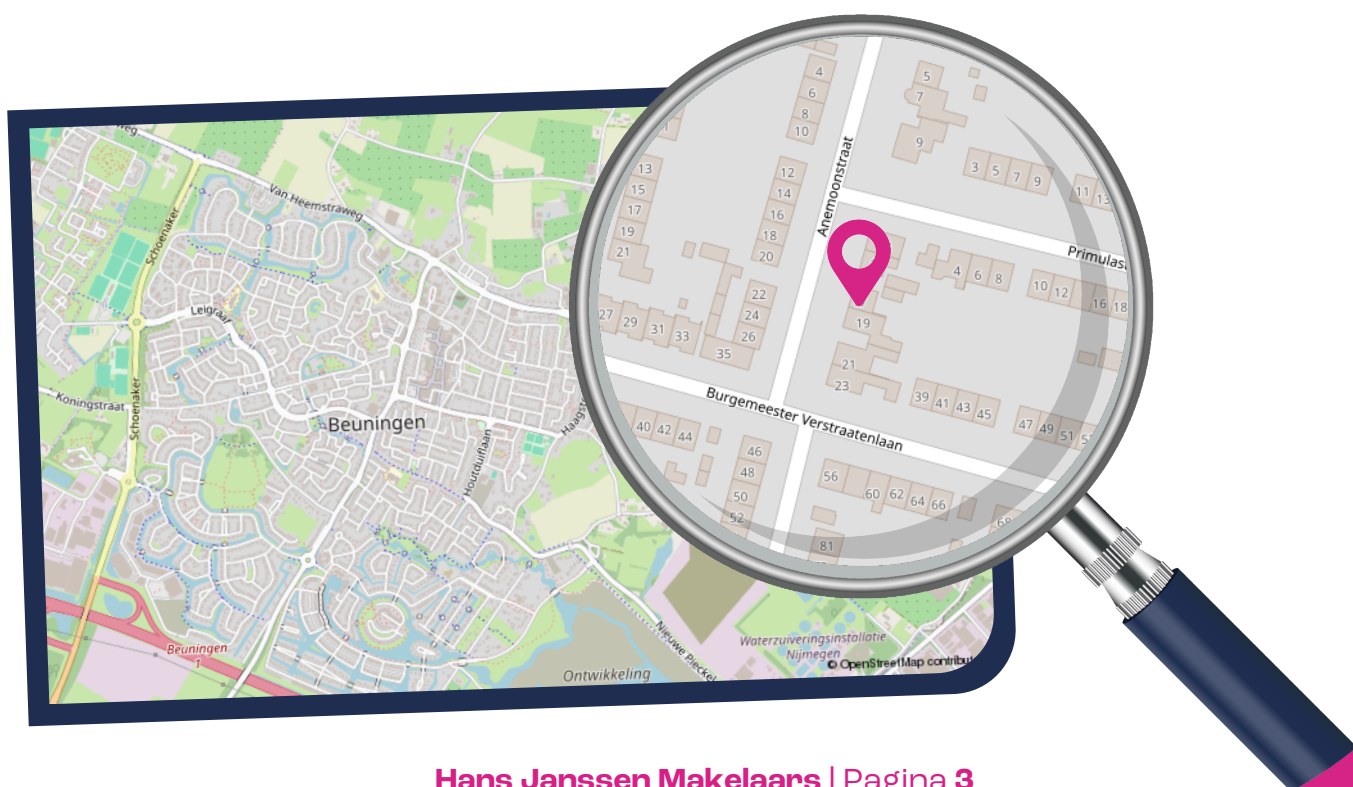 weg
Van Heemstraweg
Schoenaker
Leigraaf
Koningstraat
Schoenaker
Beuningen
Houtduiflaan
Haagst
Beuningen
1
Ontwikkeling
Nieuwe Pieckel
Waterzuiveringsinstallatie
Nijmegen
© OpenStreetMap contribut
4
6
8
10
5
7
9
3 5 7 9
11 13
13
15
17
19
21
12
14
16
18
20
Anemoonstraat
Primulas
4 6 8
10 12
16 18
22
24
26
27 29 31 33
35
19
21
23
39 41 43 45
47 49 51
Burgemeester Verstraatenlaan
40 42 44
46
48
50
52
56
60 62 64 66
68
81
Hans Janssen Makelaars | Pagina 3